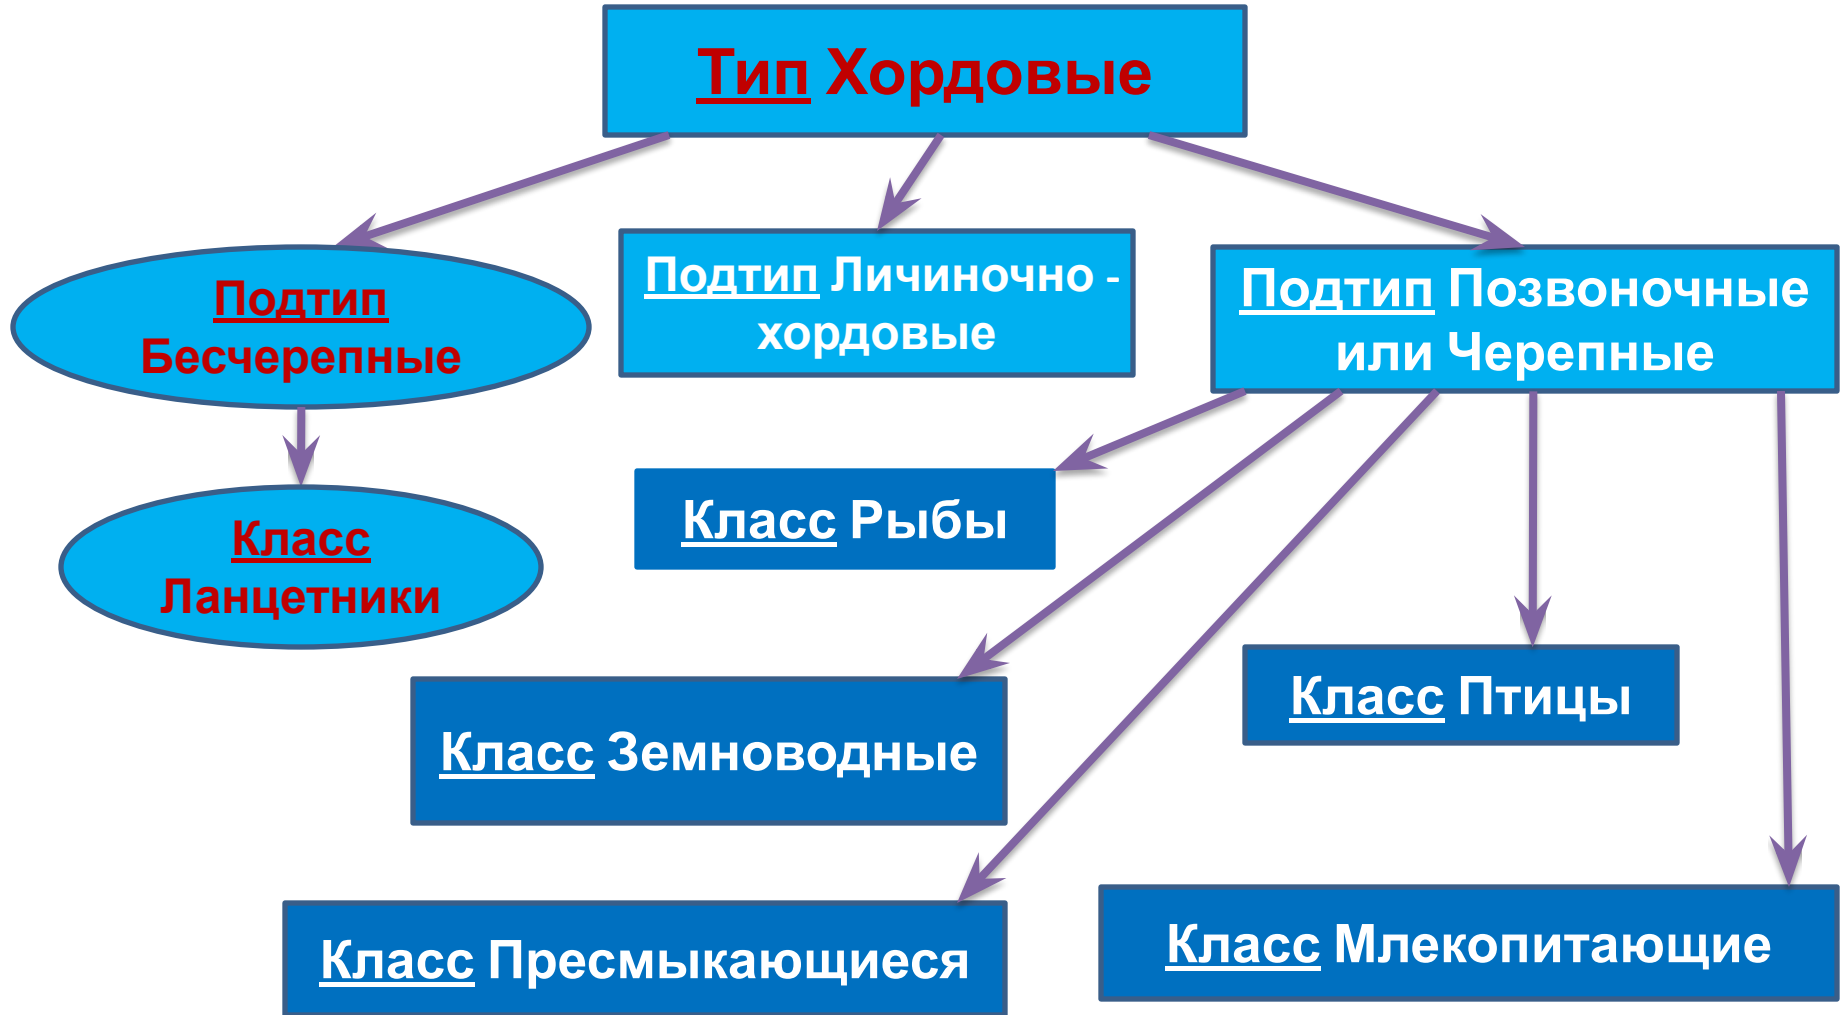 Тип Хордовые
Подтип
Бесчерепные
Подтип Личиночно -
хордовые
Подтип Позвоночные
или Черепные
Класс
Ланцетники
Класс Рыбы
Класс Земноводные
Класс Птицы
Класс Пресмыкающиеся
Класс Млекопитающие